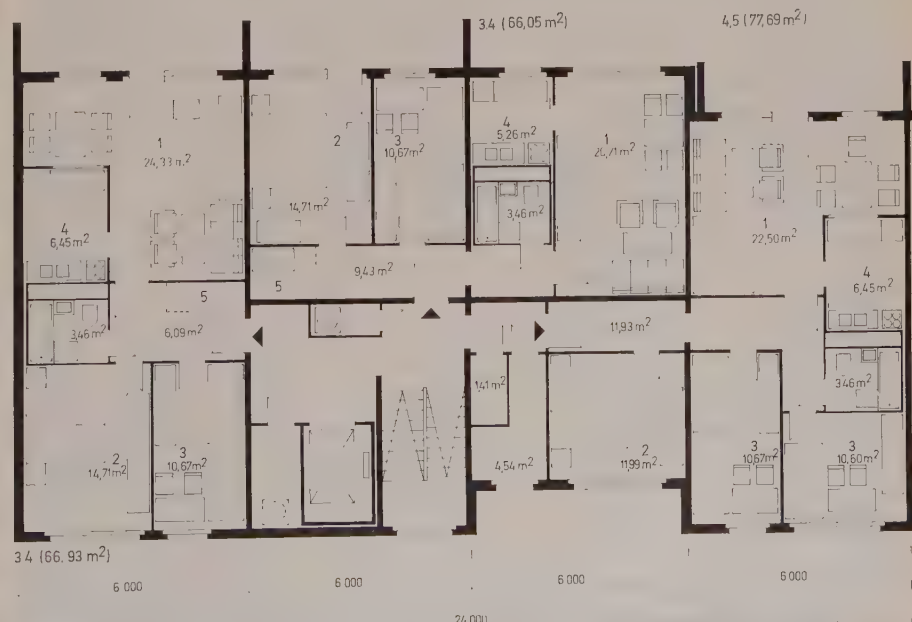 3.4 (66,05 m²)
4,5 (77,69 m²)
1
24,33 m²
2
14,71 m²
3
10,67 m²
4
5,26 m²
1
3,46 m²
1
22,50 m²
4
6,45 m²
4
6,45 m²
9,43 m²
5
5
6,09 m²
3,46 m²
11,93 m²
3,46 m²
1,41 m²
2
14,71 m²
3
10,67 m²
4,54 m²
2
11,99 m²
3
10,67 m²
3
10,60 m²
3.4 (66,93 m²)
6 000
6 000
6 000
6 000
24 000